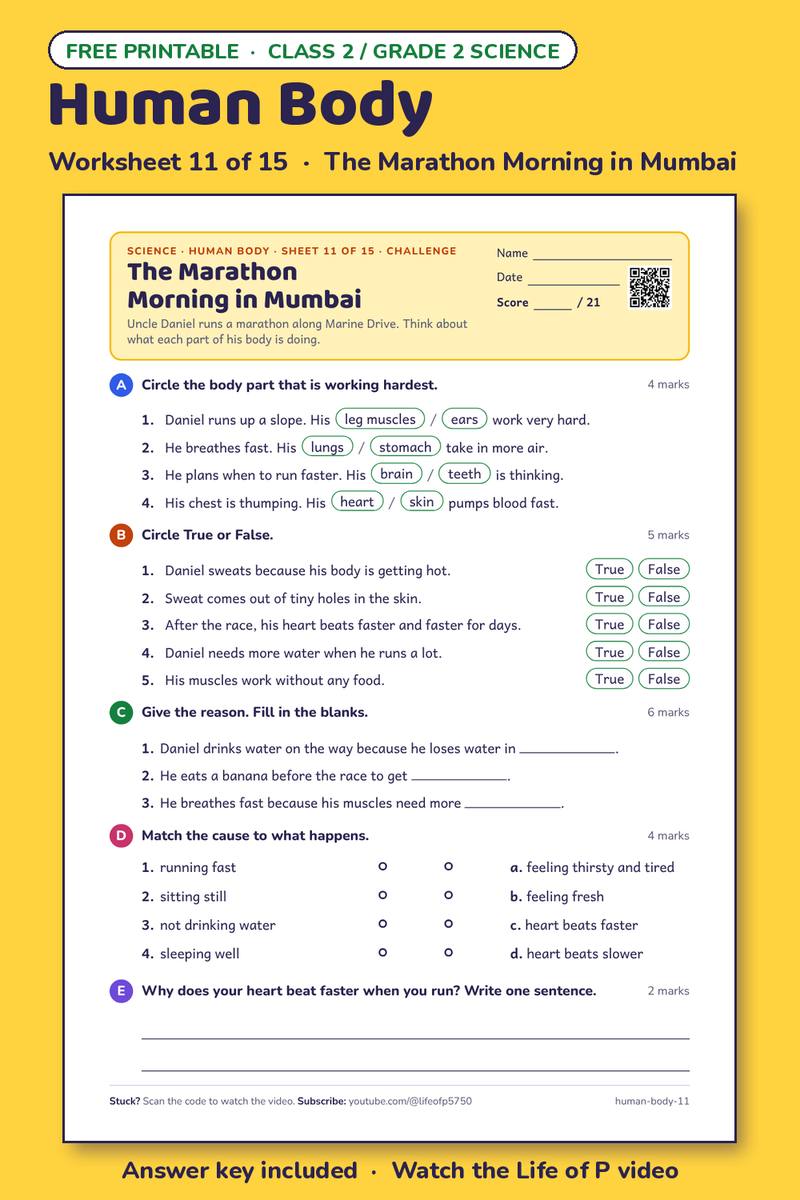 FREE PRINTABLE · CLASS 2 / GRADE 2 SCIENCE
Human Body
Worksheet 11 of 15 · The Marathon Morning in Mumbai
SCIENCE · HUMAN BODY · SHEET 11 OF 15 · CHALLENGE
The Marathon
Morning in Mumbai
Uncle Daniel runs a marathon along Marine Drive. Think about
what each part of his body is doing.
Name
Date
Score / 21
A Circle the body part that is working hardest. 4 marks
1. Daniel runs up a slope. His leg muscles / ears work very hard.
2. He breathes fast. His lungs / stomach take in more air.
3. He plans when to run faster. His brain / teeth is thinking.
4. His chest is thumping. His heart / skin pumps blood fast.
B Circle True or False. 5 marks
1. Daniel sweats because his body is getting hot. True False
2. Sweat comes out of tiny holes in the skin. True False
3. After the race, his heart beats faster and faster for days. True False
4. Daniel needs more water when he runs a lot. True False
5. His muscles work without any food. True False
C Give the reason. Fill in the blanks. 6 marks
1. Daniel drinks water on the way because he loses water in ____________.
2. He eats a banana before the race to get ____________.
3. He breathes fast because his muscles need more ____________.
D Match the cause to what happens. 4 marks
1. running fast a. feeling thirsty and tired
2. sitting still b. feeling fresh
3. not drinking water c. heart beats faster
4. sleeping well d. heart beats slower
E Why does your heart beat faster when you run? Write one sentence. 2 marks
Stuck? Scan the code to watch the video. Subscribe: youtube.com/@lifeofp5750 human-body-11
Answer key included · Watch the Life of P video